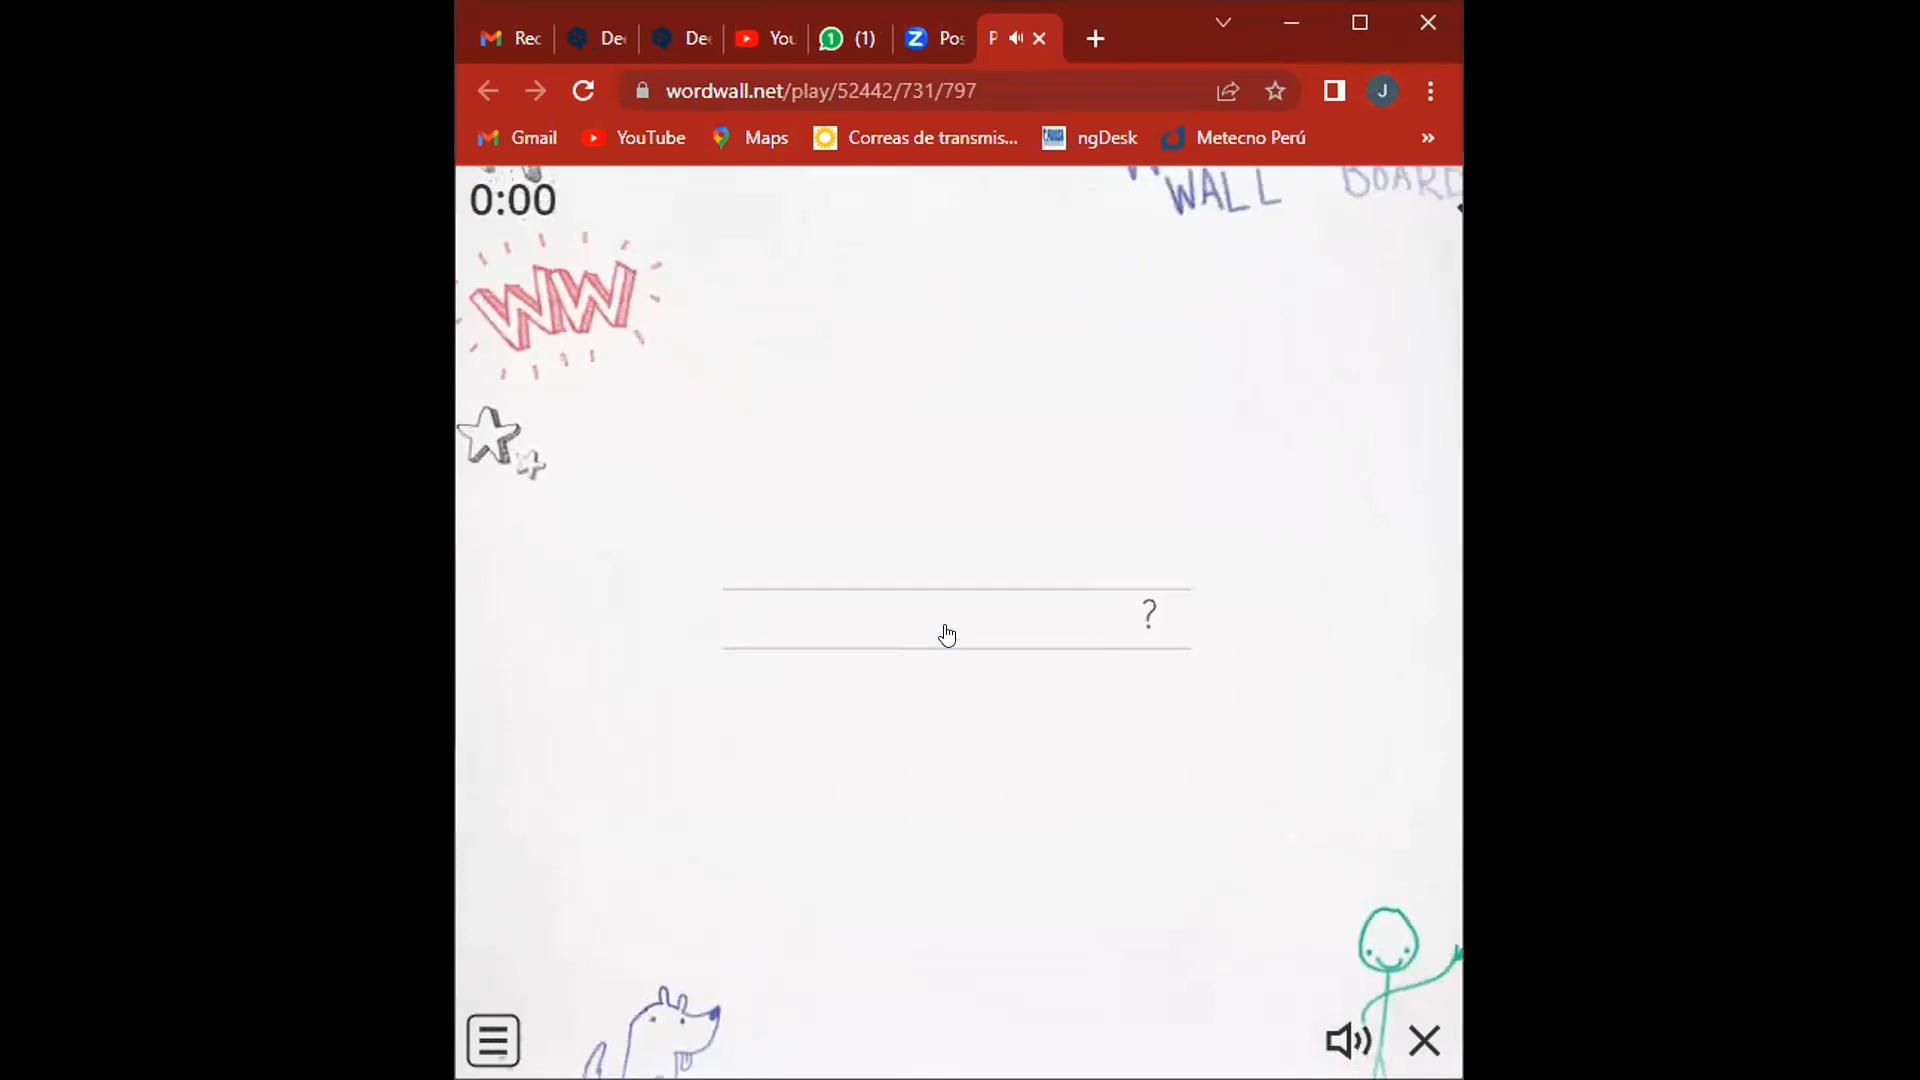 Rec De De You (1) Pos P
wordwall.net/play/52442/731/797 J
Gmail YouTube Maps Correas de transmis... ngDesk Metecno Perú »
0:00
WALL BOARD
WW
?